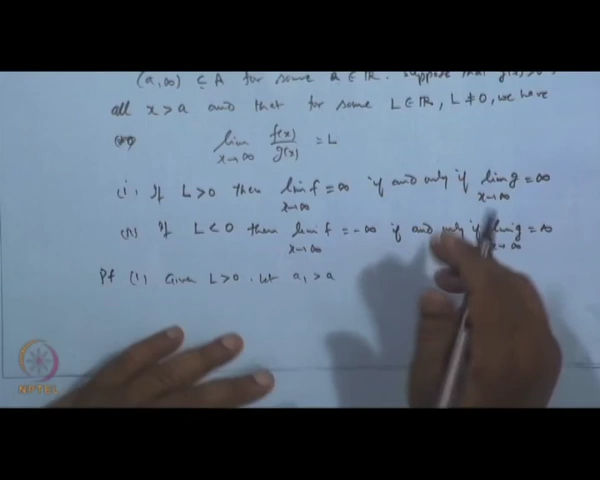 (a, ∞) ⊆ A for some a ∈ ℝ. Suppose that g(x) > 0
all x > a and that for some L ∈ ℝ, L ≠ 0, we have
lim x→∞ f(x)/g(x) = L
(i) If L > 0 then lim x→∞ f = ∞ if and only if lim x→∞ g = ∞
(ii) If L < 0 then lim x→∞ f = -∞ if and only if lim x→∞ g = ∞
Pf (i) Given L > 0. Let a₁ > a
NPTEL